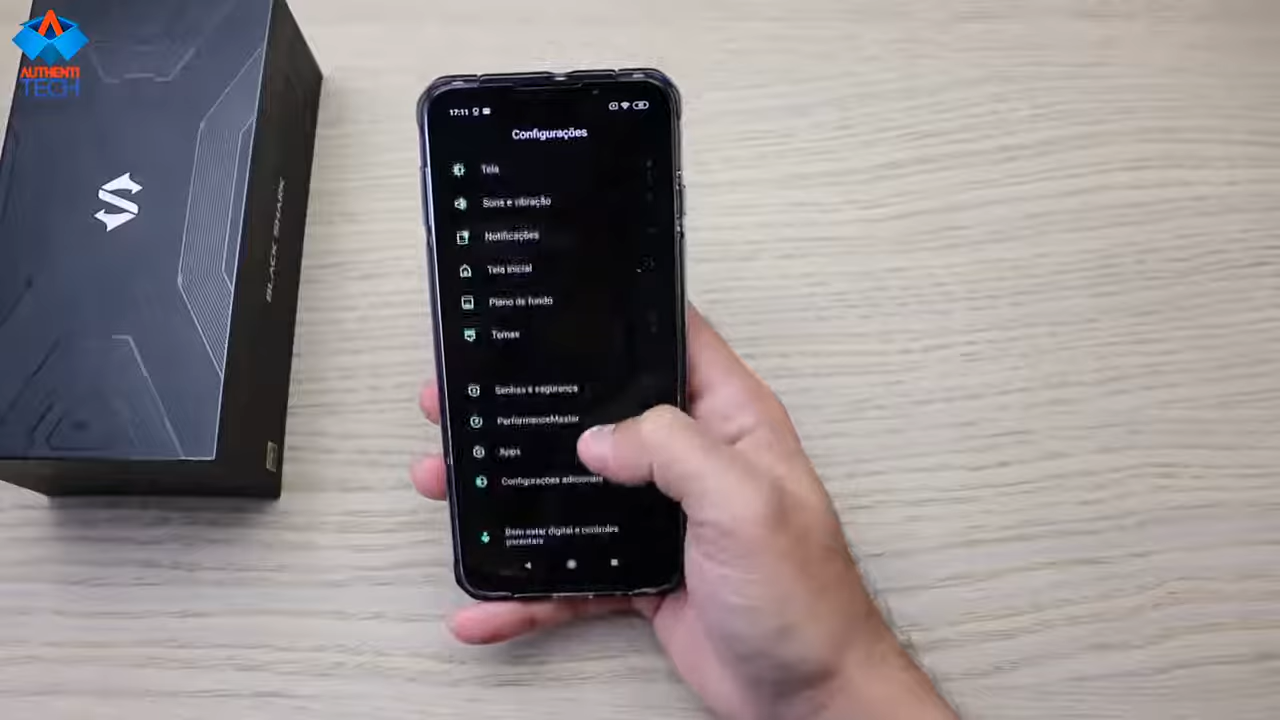 AUTHENTI
TECH
BLACK SHARK
17:11
Configurações
Tela
Sons e vibração
Notificações
Tela inicial
Plano de fundo
Temas
Senhas e segurança
PerformanceMaster
Apps
Configurações adicionais
Bem estar digital e controles
parentais